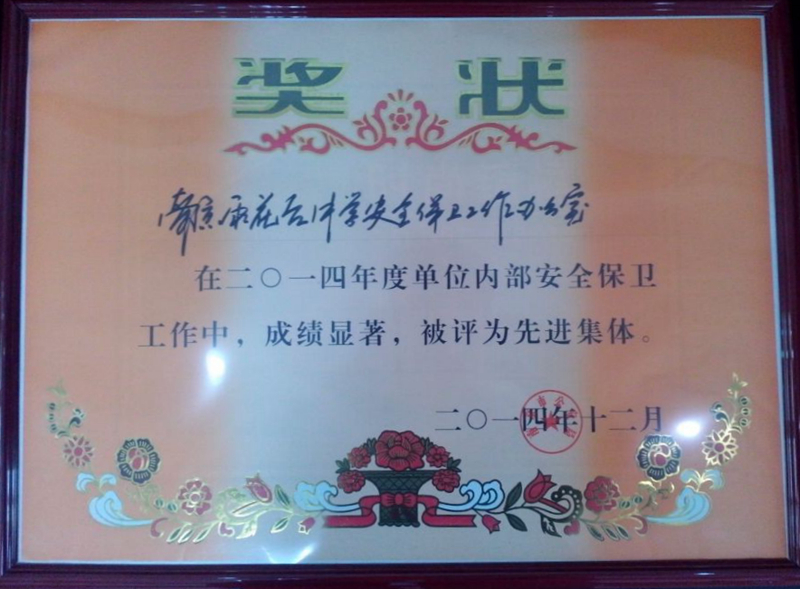 奖状
南京雨花台中学安全保卫工作办公室
在二〇一四年度单位内部安全保卫
工作中，成绩显著，被评为先进集体。
二〇一四年十二月